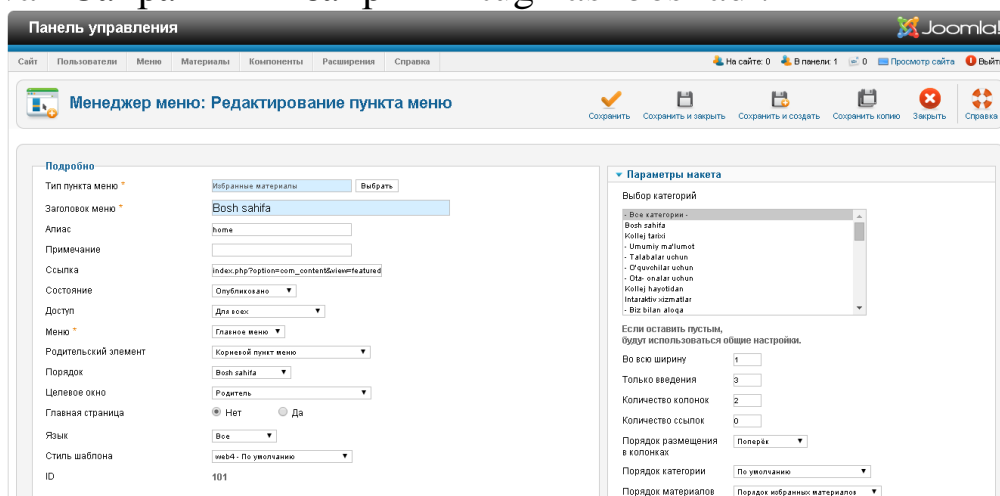 Панель управления
Joomla!
Сайт Пользователи Меню Материалы Компоненты Расширения Справка
На сайте: 0 В панели: 1 0 Просмотр сайта Выйти
Менеджер меню: Редактирование пункта меню
Сохранить Сохранить и закрыть Сохранить и создать Сохранить копию Закрыть Справка
Подробно
Тип пункта меню * Избранные материалы Выбрать
Заголовок меню * Bosh sahifa
Алиас home
Примечание
Ссылка index.php?option=com_content&view=featured
Состояние Опубликовано
Доступ Для всех
Меню * Главное меню
Родительский элемент Корневой пункт меню
Порядок Bosh sahifa
Целевое окно Родитель
Главная страница Нет Да
Язык Все
Стиль шаблона web4 - По умолчанию
ID 101
Параметры макета
Выбор категорий
- Все категории -
Bosh sahifa
Kollej tarixi
- Umumiy ma'lumot
- Talabalar uchun
- O'quvchilar uchun
- Ota- onalar uchun
Kollej hayotidan
Intaraktiv xizmatlar
- Biz bilan aloqa
Если оставить пустым,
будут использоваться общие настройки.
Во всю ширину 1
Только введения 3
Количество колонок 2
Количество ссылок 0
Порядок размещения в колонках Поперёк
Порядок категории По умолчанию
Порядок материалов Порядок избранных материалов